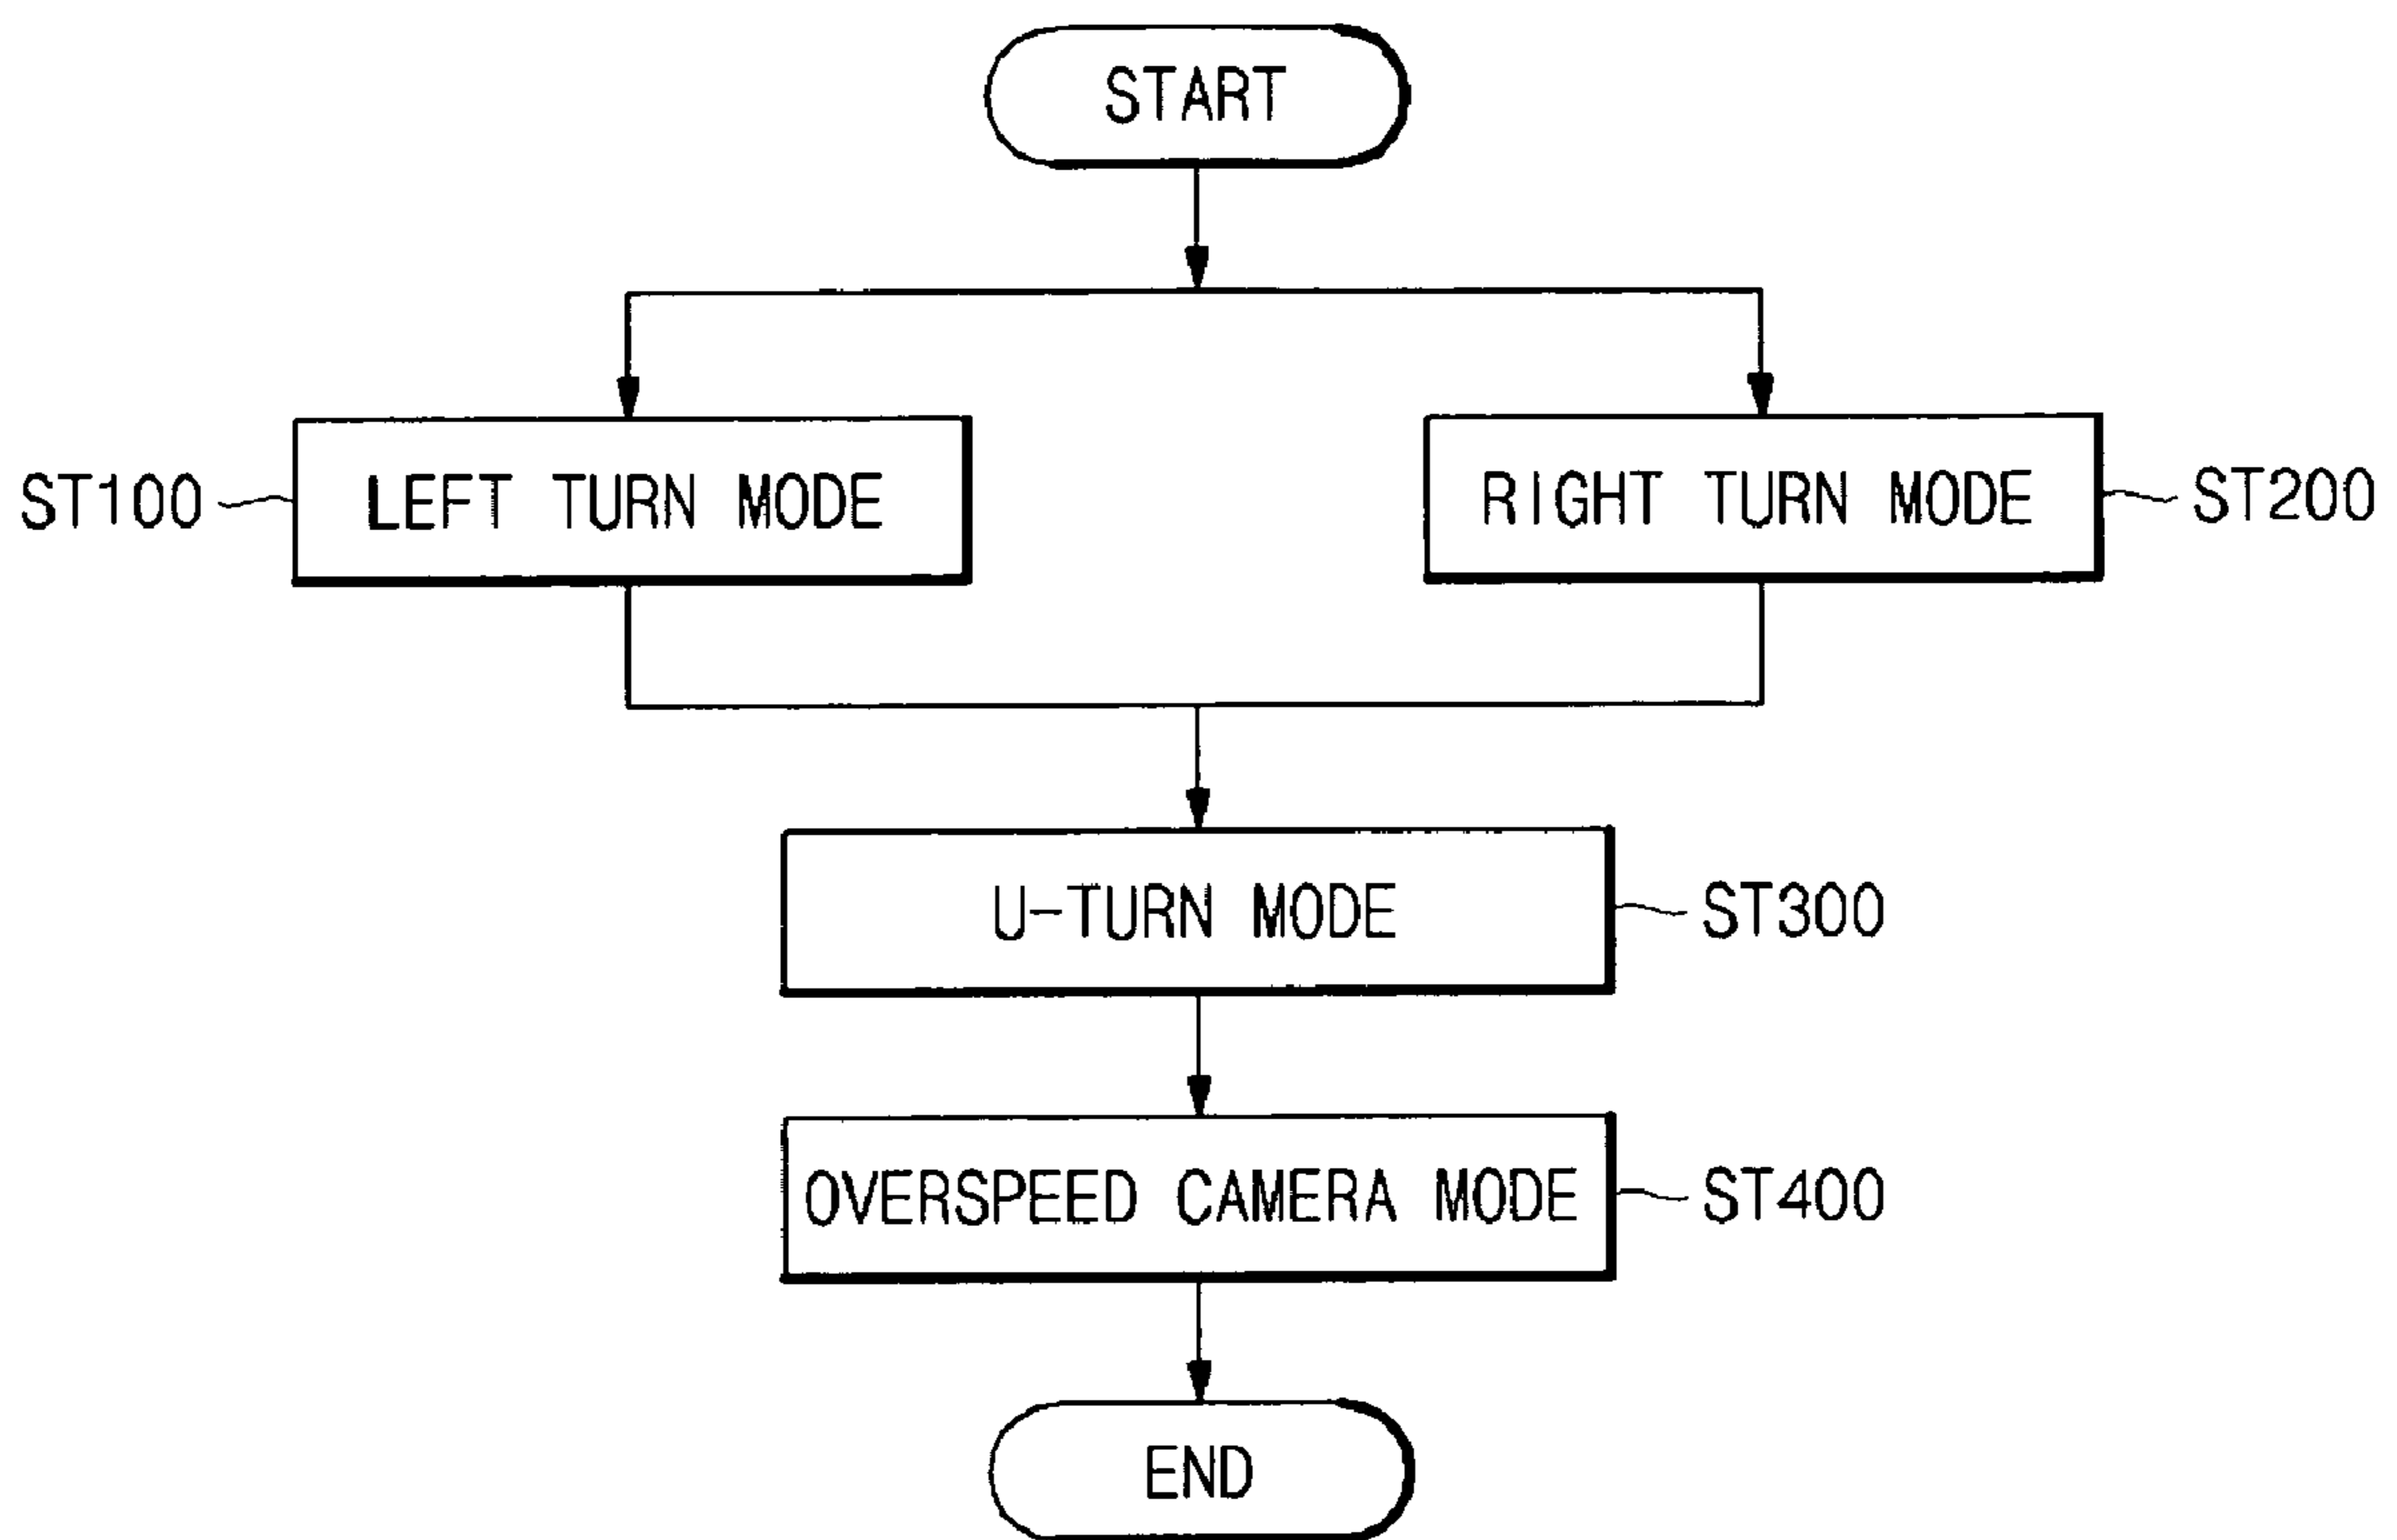 START
ST100 LEFT TURN MODE RIGHT TURN MODE ST200
U-TURN MODE ST300
OVERSPEED CAMERA MODE ST400
END